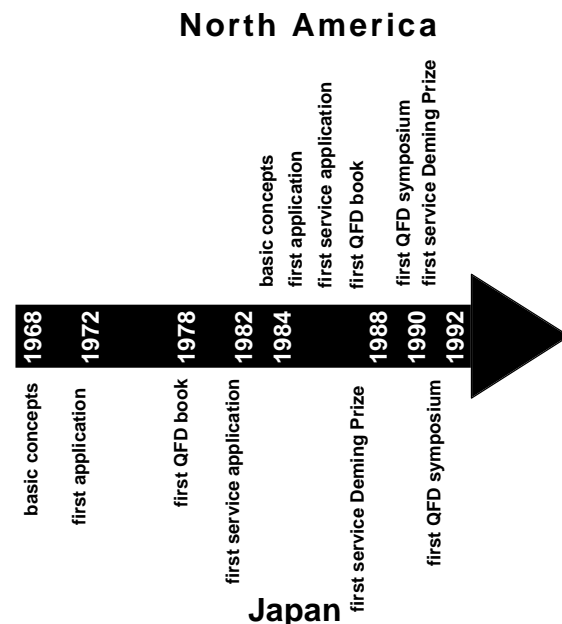 North America
basic concepts
first application
first service application
first QFD book
first QFD symposium
first service Deming Prize
1968
1972
1978
1982
1984
1988
1990
1992
basic concepts
first application
first QFD book
first service application
first service Deming Prize
first QFD symposium
Japan